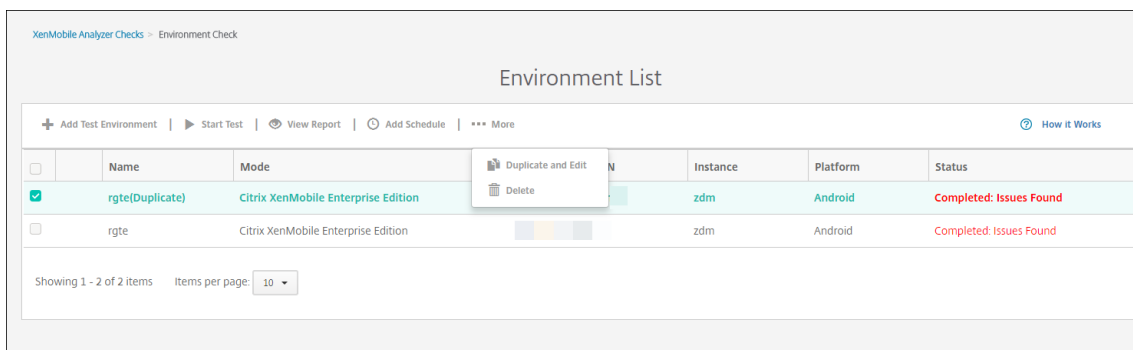 XenMobile Analyzer Checks > Environment Check
Environment List
Add Test Environment | Start Test | View Report | Add Schedule | More
How it Works
Duplicate and Edit
Delete
Name Mode N Instance Platform Status
rgte(Duplicate) Citrix XenMobile Enterprise Edition zdm Android Completed: Issues Found
rgte Citrix XenMobile Enterprise Edition zdm Android Completed: Issues Found
Showing 1 - 2 of 2 items Items per page: 10